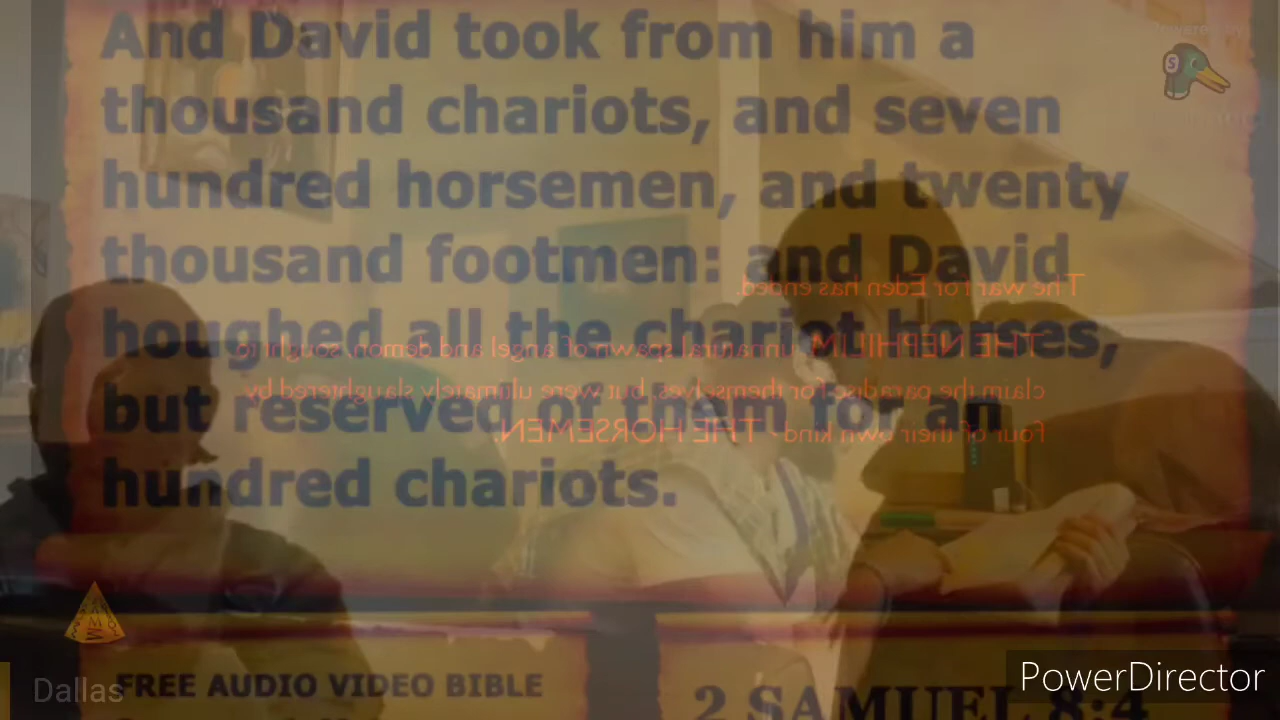 And David took from him a
thousand chariots, and seven
hundred horsemen, and twenty
thousand footmen: and David
houghed all the chariot horses,
but reserved of them for an
hundred chariots.
The war for Eden has ended.
THE NEPHILIM, unnatural spawn of angel and demon, sought to
claim the paradise for themselves, but were ultimately slaughtered by
four of their own kind - THE HORSEMEN.
Powered by
S
Dallas
FREE AUDIO VIDEO BIBLE
2 SAMUEL 8:4
PowerDirector